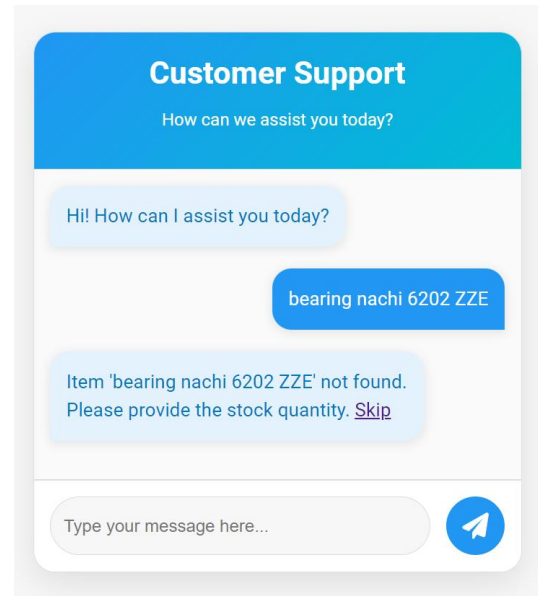 Customer Support
How can we assist you today?
Hi! How can I assist you today?
bearing nachi 6202 ZZE
Item 'bearing nachi 6202 ZZE' not found.
Please provide the stock quantity. Skip
Type your message here...